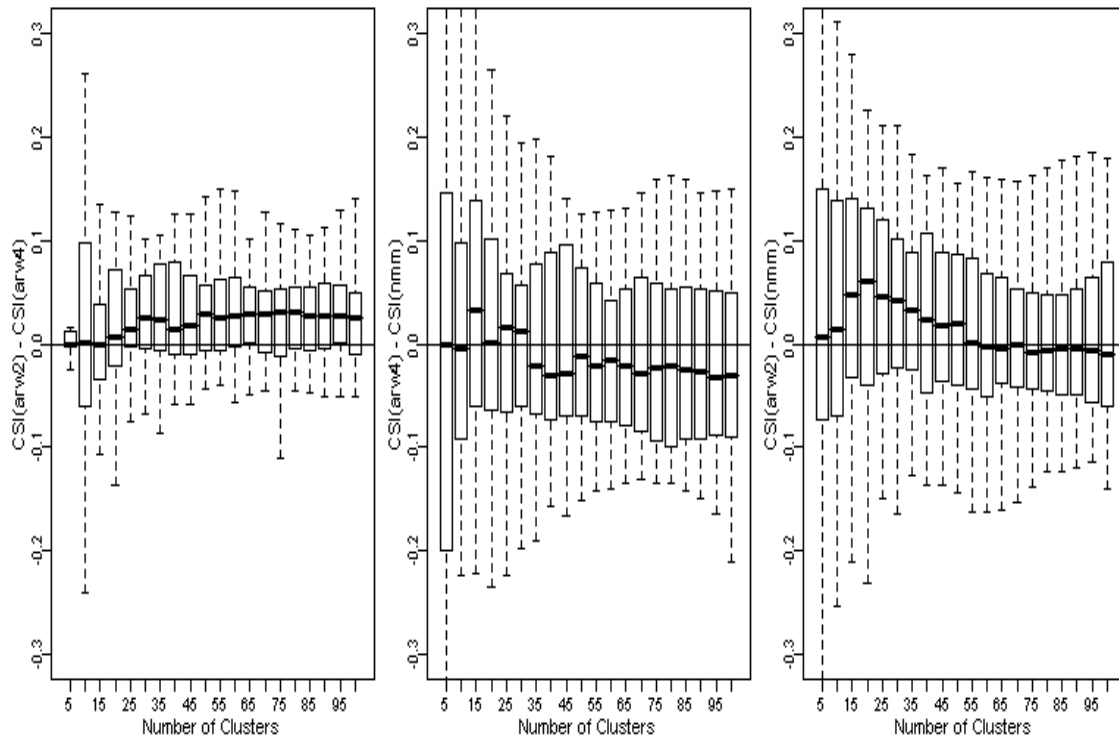 CSI(arw2) - CSI(arw4)
0.3
0.2
0.1
0.0
-0.1
-0.2
-0.3
5 15 25 35 45 55 65 75 85 95
Number of Clusters
CSI(arw4) - CSI(nmm)
0.3
0.2
0.1
0.0
-0.1
-0.2
-0.3
5 15 25 35 45 55 65 75 85 95
Number of Clusters
CSI(arw2) - CSI(nmm)
0.3
0.2
0.1
0.0
-0.1
-0.2
-0.3
5 15 25 35 45 55 65 75 85 95
Number of Clusters